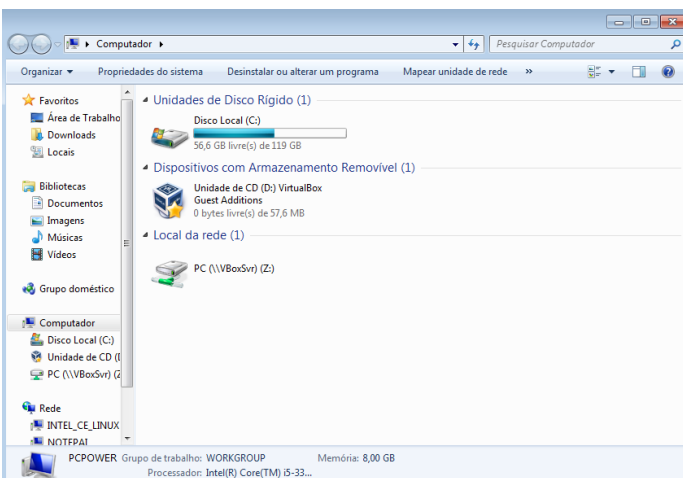 Computador
Pesquisar Computador
Organizar
Propriedades do sistema
Desinstalar ou alterar um programa
Mapear unidade de rede
»
Favoritos
Área de Trabalho
Downloads
Locais
Bibliotecas
Documentos
Imagens
Músicas
Vídeos
Grupo doméstico
Computador
Disco Local (C:)
Unidade de CD (
PC (\\VBoxSvr) (Z
Rede
INTEL_CE_LINUX
NOTEPAI
Unidades de Disco Rígido (1)
Disco Local (C:)
56,6 GB livre(s) de 119 GB
Dispositivos com Armazenamento Removível (1)
Unidade de CD (D:) VirtualBox
Guest Additions
0 bytes livre(s) de 57,6 MB
Local da rede (1)
PC (\\VBoxSvr) (Z:)
PCPOWER Grupo de trabalho: WORKGROUP Memória: 8,00 GB
Processador: Intel(R) Core(TM) i5-33...